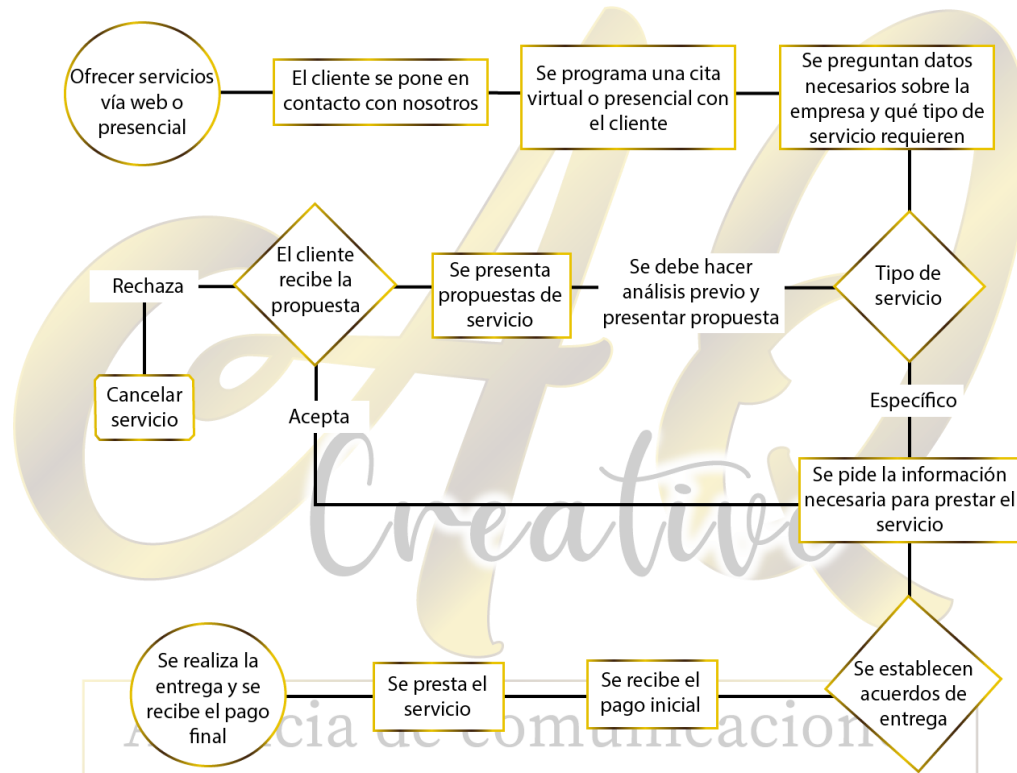 Ofrecer servicios
vía web o
presencial
El cliente se pone en
contacto con nosotros
Se programa una cita
virtual o presencial con
el cliente
Se preguntan datos
necesarios sobre la
empresa y qué tipo de
servicio requieren
Tipo de
servicio
Se debe hacer
análisis previo y
presentar propuesta
Se presenta
propuestas de
servicio
El cliente
recibe la
propuesta
Rechaza
Cancelar
servicio
Acepta
Específico
Se pide la información
necesaria para prestar el
servicio
Se establecen
acuerdos de
entrega
Se recibe el
pago inicial
Se presta el
servicio
Se realiza la
entrega y se
recibe el pago
final
AQ
Creative
de comunicacion